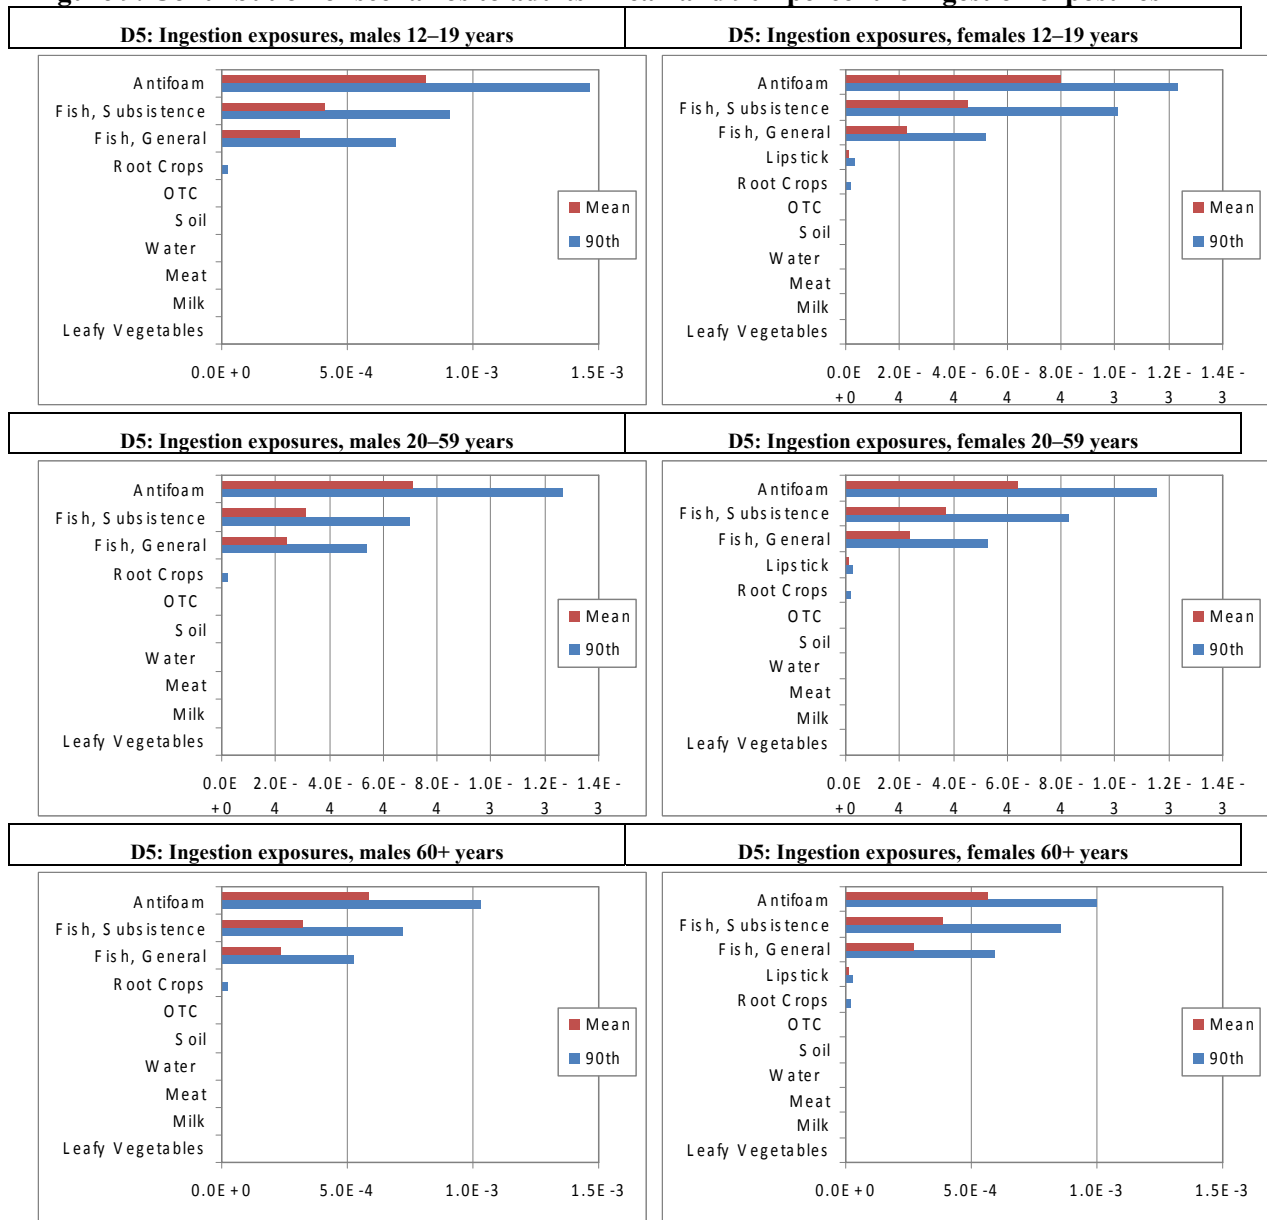 D5: Ingestion exposures, males 12–19 years
Antifoam
Fish, Subsistence
Fish, General
Root Crops
OTC
Soil
Water
Meat
Milk
Leafy Vegetables
Mean
90th
0.0E+0 5.0E-4 1.0E-3 1.5E-3
D5: Ingestion exposures, females 12–19 years
Antifoam
Fish, Subsistence
Fish, General
Lipstick
Root Crops
OTC
Soil
Water
Meat
Milk
Leafy Vegetables
Mean
90th
0.0E 2.0E- 4.0E- 6.0E- 8.0E- 1.0E- 1.2E- 1.4E-
+0 4 4 4 4 3 3 3
D5: Ingestion exposures, males 20–59 years
Antifoam
Fish, Subsistence
Fish, General
Root Crops
OTC
Soil
Water
Meat
Milk
Leafy Vegetables
Mean
90th
0.0E 2.0E- 4.0E- 6.0E- 8.0E- 1.0E- 1.2E- 1.4E-
+0 4 4 4 4 3 3 3
D5: Ingestion exposures, females 20–59 years
Antifoam
Fish, Subsistence
Fish, General
Lipstick
Root Crops
OTC
Soil
Water
Meat
Milk
Leafy Vegetables
Mean
90th
0.0E 2.0E- 4.0E- 6.0E- 8.0E- 1.0E- 1.2E- 1.4E-
+0 4 4 4 4 3 3 3
D5: Ingestion exposures, males 60+ years
Antifoam
Fish, Subsistence
Fish, General
Root Crops
OTC
Soil
Water
Meat
Milk
Leafy Vegetables
Mean
90th
0.0E+0 5.0E-4 1.0E-3 1.5E-3
D5: Ingestion exposures, females 60+ years
Antifoam
Fish, Subsistence
Fish, General
Lipstick
Root Crops
OTC
Soil
Water
Meat
Milk
Leafy Vegetables
Mean
90th
0.0E+0 5.0E-4 1.0E-3 1.5E-3